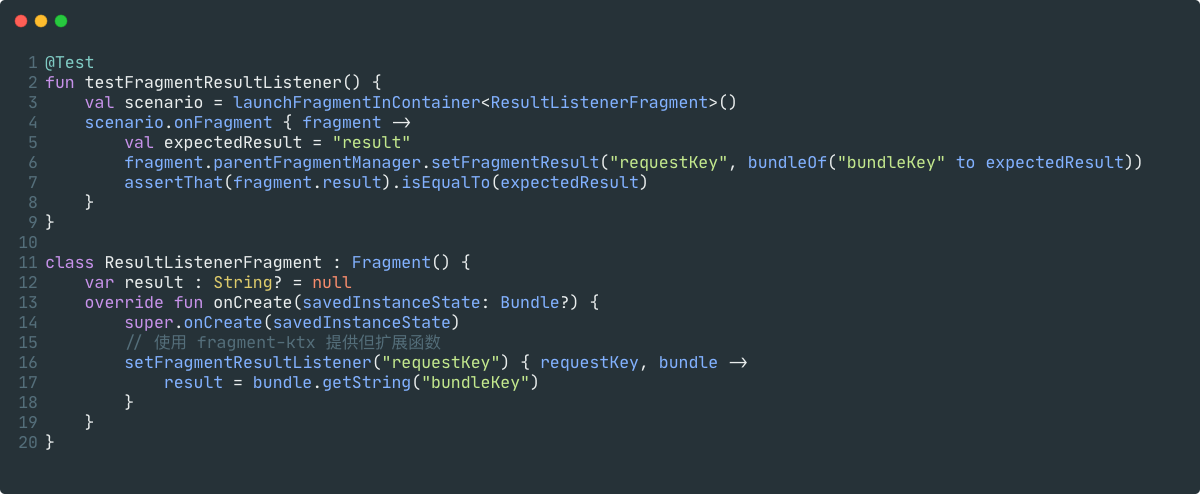 1 @Test
2 fun testFragmentResultListener() {
3     val scenario = launchFragmentInContainer<ResultListenerFragment>()
4     scenario.onFragment { fragment ->
5         val expectedResult = "result"
6         fragment.parentFragmentManager.setFragmentResult("requestKey", bundleOf("bundleKey" to expectedResult))
7         assertThat(fragment.result).isEqualTo(expectedResult)
8     }
9 }
10
11 class ResultListenerFragment : Fragment() {
12     var result : String? = null
13     override fun onCreate(savedInstanceState: Bundle?) {
14         super.onCreate(savedInstanceState)
15         // 使用 fragment-ktx 提供但扩展函数
16         setFragmentResultListener("requestKey") { requestKey, bundle ->
17             result = bundle.getString("bundleKey")
18         }
19     }
20 }